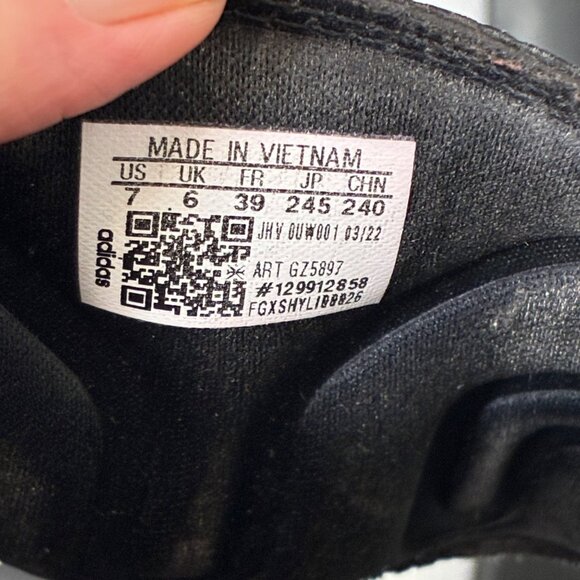 MADE IN VIETNAM
US UK FR JP CHN
7 6 39 245 240
adidas
JHV 0UW001 03/22
ART GZ5897
#129912858